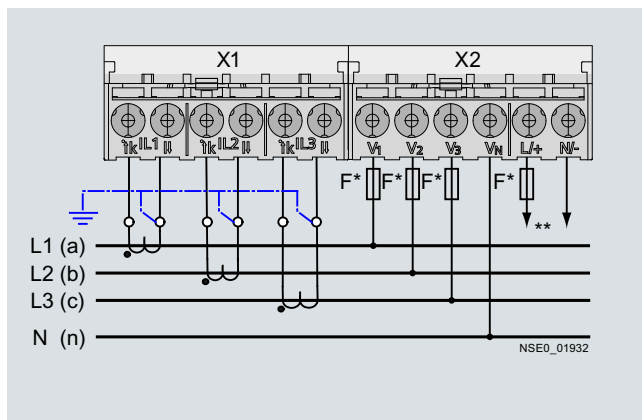 X1 X2
↑k IL1 l↓ ↑k IL2 l↓ ↑k IL3 l↓ V1 V2 V3 VN L/+ N/-
F* F* F* F*
**
L1 (a)
L2 (b)
L3 (c)
N (n)
NSE0_01932